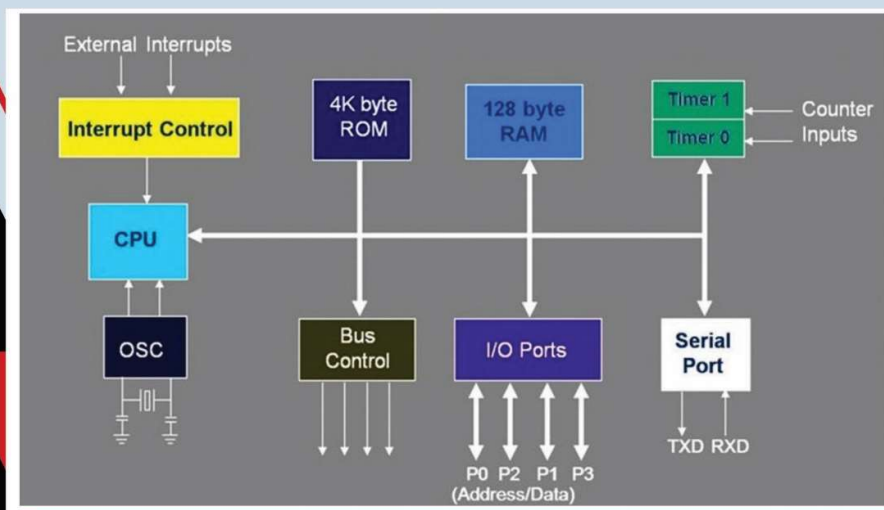 External Interrupts
Interrupt Control
4K byte
ROM
128 byte
RAM
Timer 1
Timer 0
Counter
Inputs
CPU
OSC
Bus
Control
I/O Ports
Serial
Port
TXD RXD
P0 P2 P1 P3
(Address/Data)